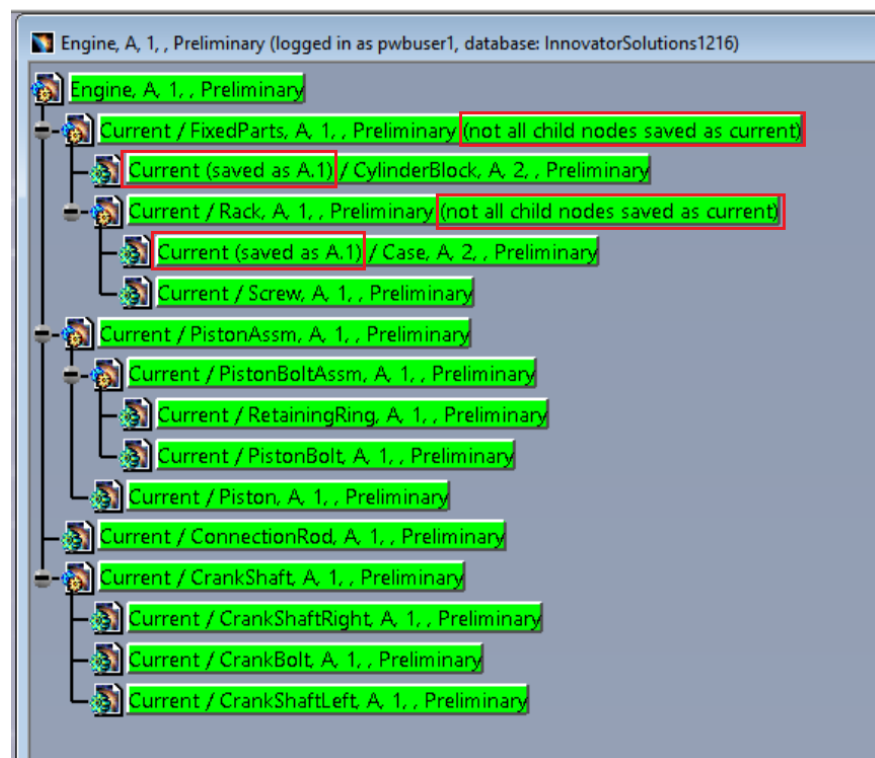 Engine, A, 1, , Preliminary (logged in as pwbuser1, database: InnovatorSolutions1216)
Engine, A, 1, , Preliminary
Current / FixedParts, A, 1, , Preliminary (not all child nodes saved as current)
Current (saved as A.1) / CylinderBlock, A, 2, , Preliminary
Current / Rack, A, 1, , Preliminary (not all child nodes saved as current)
Current (saved as A.1) / Case, A, 2, , Preliminary
Current / Screw, A, 1, , Preliminary
Current / PistonAssm, A, 1, , Preliminary
Current / PistonBoltAssm, A, 1, , Preliminary
Current / RetainingRing, A, 1, , Preliminary
Current / PistonBolt, A, 1, , Preliminary
Current / Piston, A, 1, , Preliminary
Current / ConnectionRod, A, 1, , Preliminary
Current / CrankShaft, A, 1, , Preliminary
Current / CrankShaftRight, A, 1, , Preliminary
Current / CrankBolt, A, 1, , Preliminary
Current / CrankShaftLeft, A, 1, , Preliminary